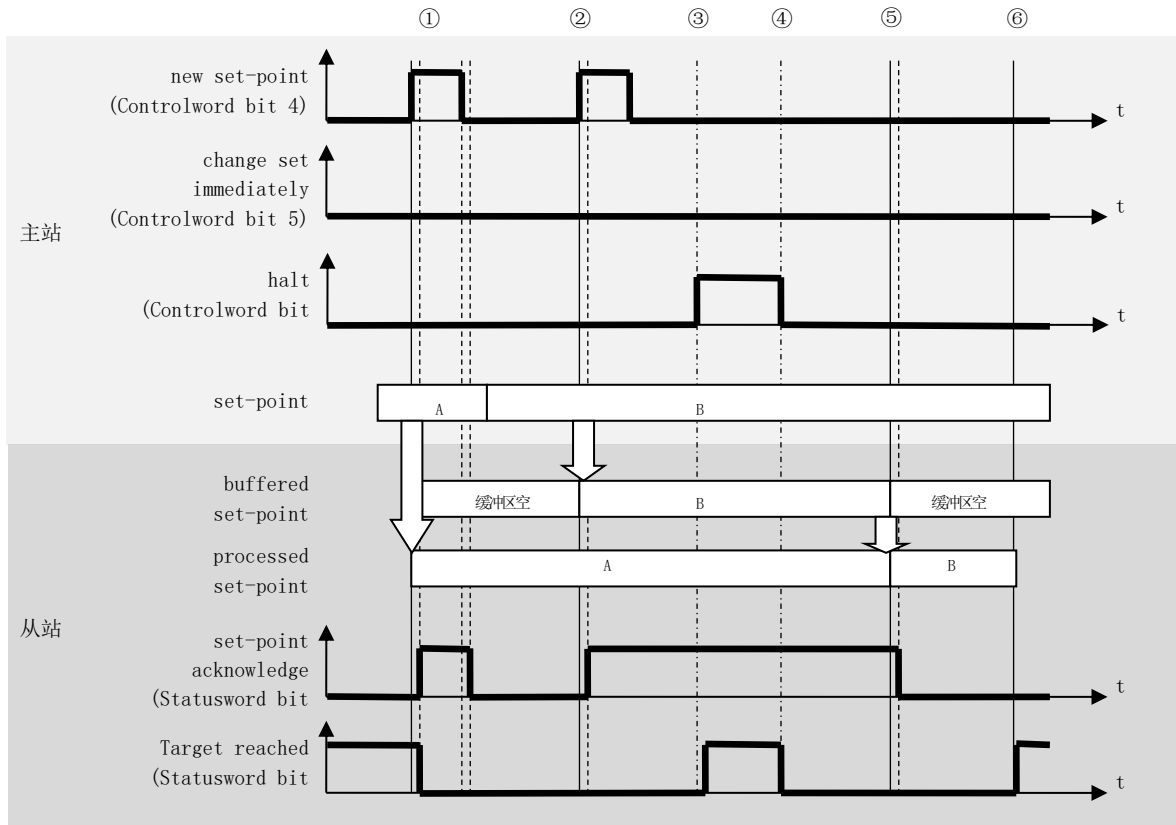 ① ② ③ ④ ⑤ ⑥
new set-point
(Controlword bit 4)
t
change set
immediately
(Controlword bit 5)
t
主站
halt
(Controlword bit
t
set-point
A
B
buffered
set-point
缓冲区空
B
缓冲区空
processed
set-point
A
B
从站
set-point
acknowledge
(Statusword bit
t
Target reached
(Statusword bit
t